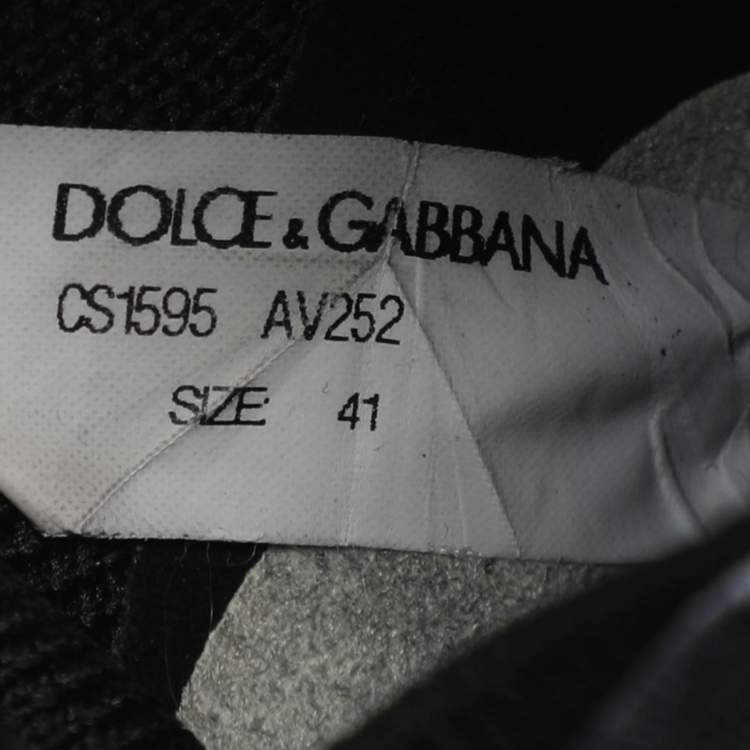 DOLCE & GABBANA
CS1595 AV252
SIZE: 41